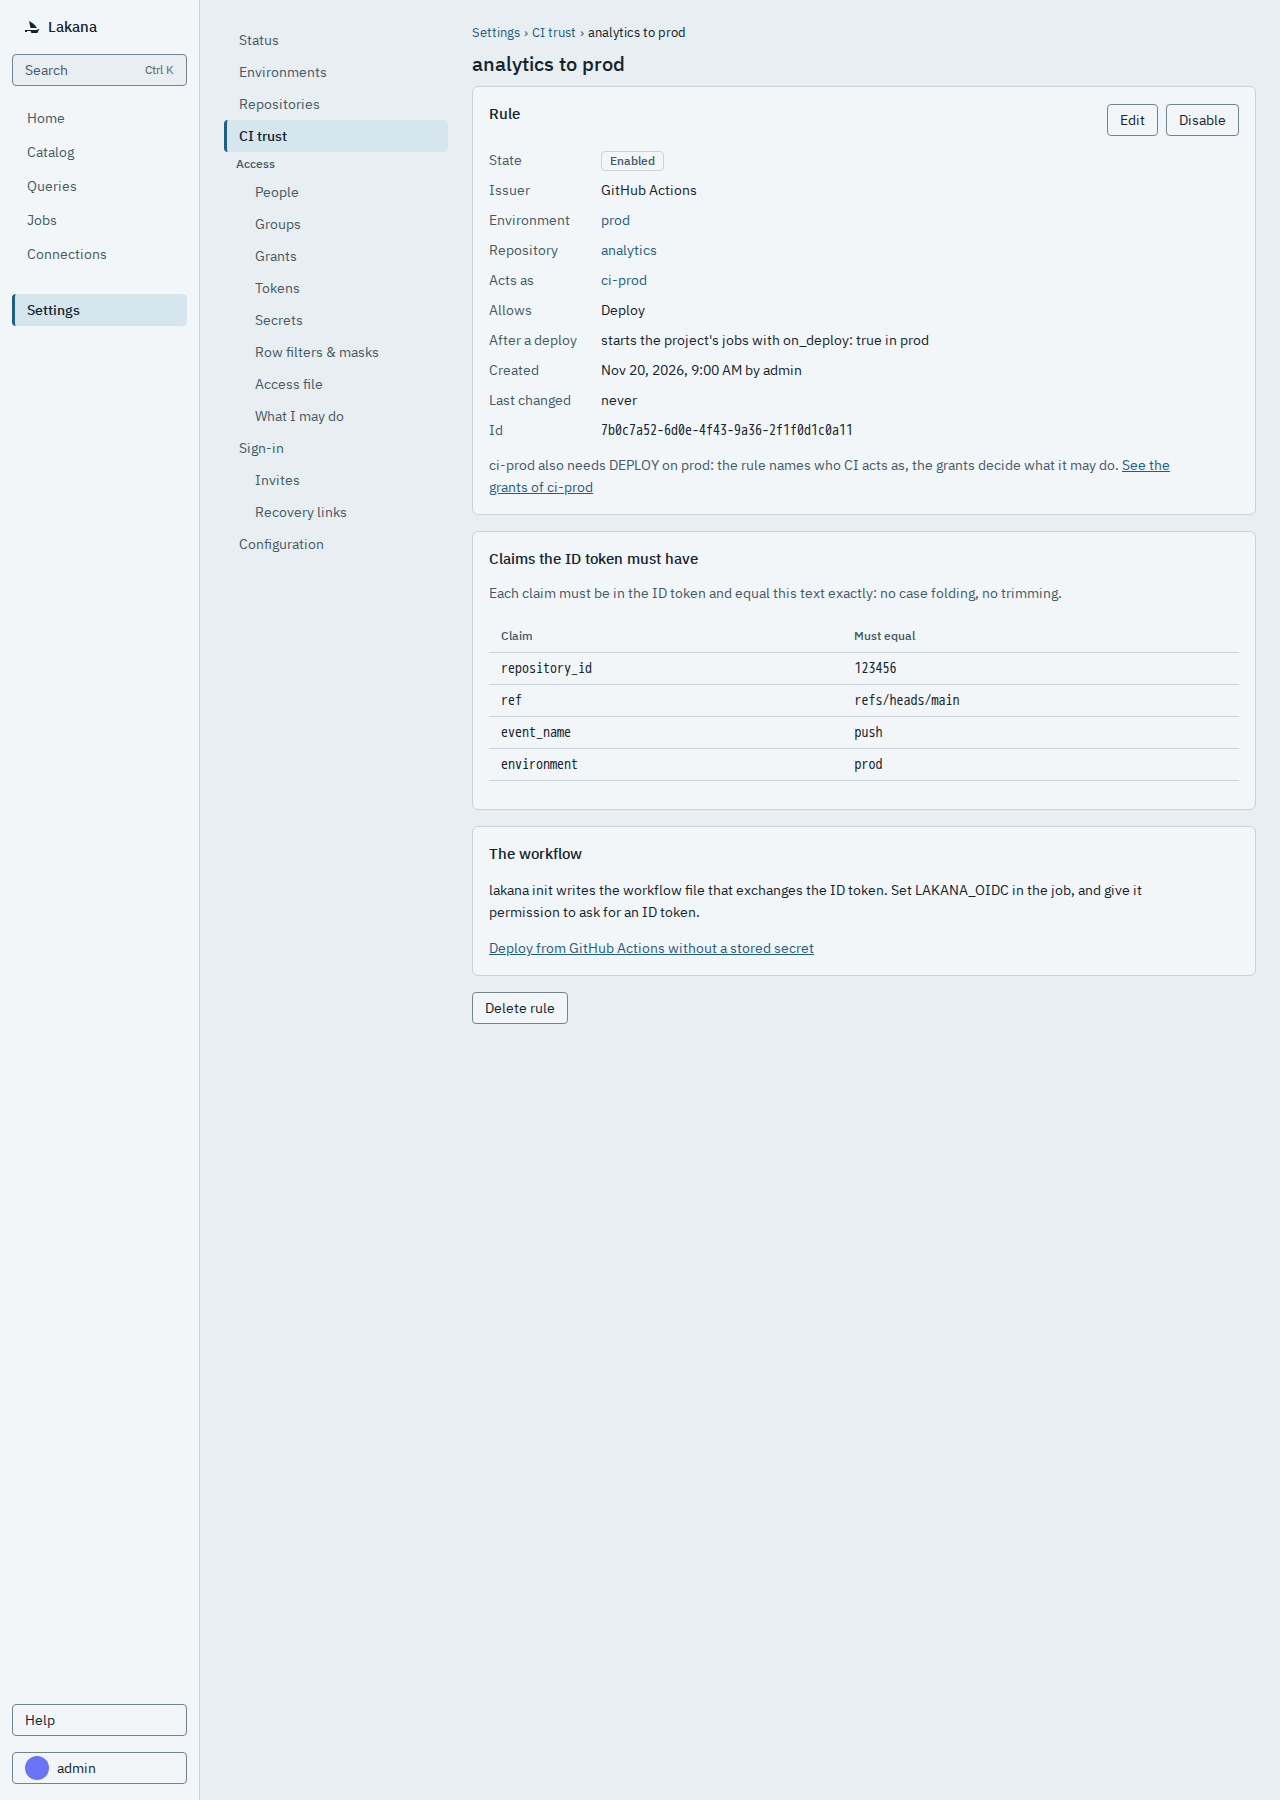 Lakana
Search Ctrl K
Home
Catalog
Queries
Jobs
Connections
Settings
Help
admin
Status
Environments
Repositories
CI trust
Access
People
Groups
Grants
Tokens
Secrets
Row filters & masks
Access file
What I may do
Sign-in
Invites
Recovery links
Configuration
Settings › CI trust › analytics to prod
analytics to prod
Rule
Edit Disable
State Enabled
Issuer GitHub Actions
Environment prod
Repository analytics
Acts as ci-prod
Allows Deploy
After a deploy starts the project's jobs with on_deploy: true in prod
Created Nov 20, 2026, 9:00 AM by admin
Last changed never
Id 7b0c7a52-6d0e-4f43-9a36-2f1f0d1c0a11
ci-prod also needs DEPLOY on prod: the rule names who CI acts as, the grants decide what it may do. See the
grants of ci-prod
Claims the ID token must have
Each claim must be in the ID token and equal this text exactly: no case folding, no trimming.
Claim Must equal
repository_id 123456
ref refs/heads/main
event_name push
environment prod
The workflow
lakana init writes the workflow file that exchanges the ID token. Set LAKANA_OIDC in the job, and give it
permission to ask for an ID token.
Deploy from GitHub Actions without a stored secret
Delete rule